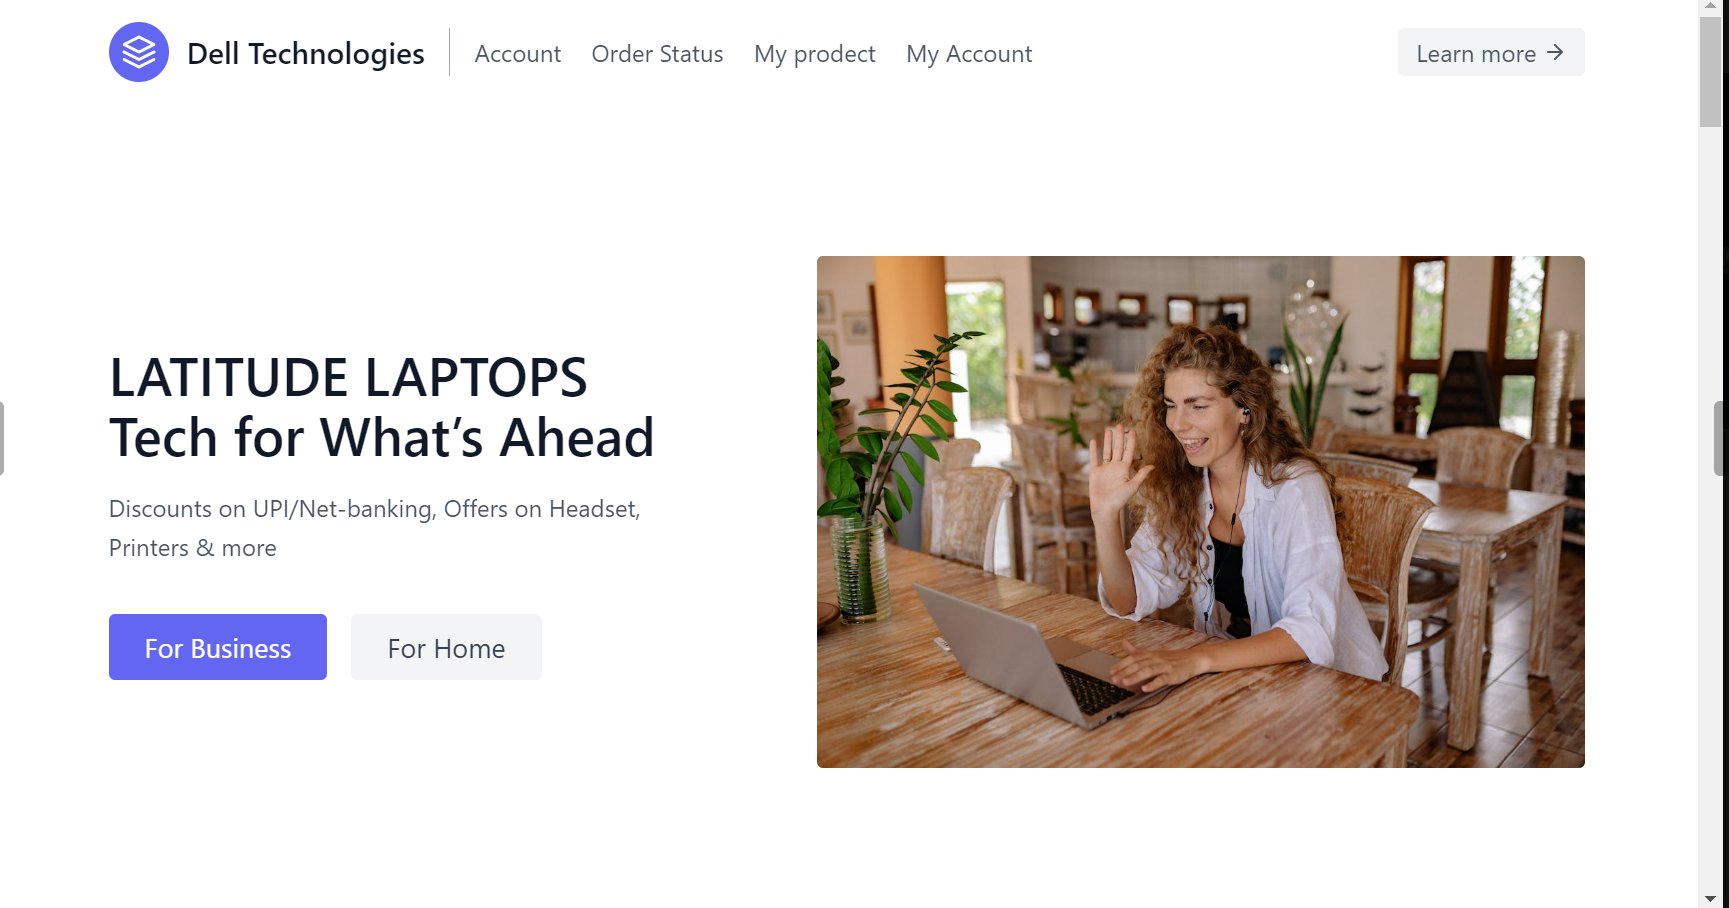 Dell Technologies
Account
Order Status
My prodect
My Account
Learn more →
LATITUDE LAPTOPS
Tech for What’s Ahead
Discounts on UPI/Net-banking, Offers on Headset,
Printers & more
For Business
For Home